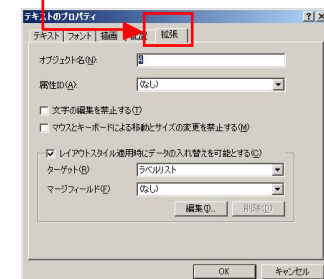 テキストのプロパティ
テキスト フォント 描画 記録 拡張
オブジェクト名(N): 4
属性ID(A): (なし)
文字の編集を禁止する(T)
マウスとキーボードによる移動とサイズの変更を禁止する(M)
レイアウトスタイル適用時にデータの入れ替えを可能とする(C)
ターゲット(R) ラベルリスト
マージフィールド(F) (なし)
編集(I)... 削除(D)
OK キャンセル